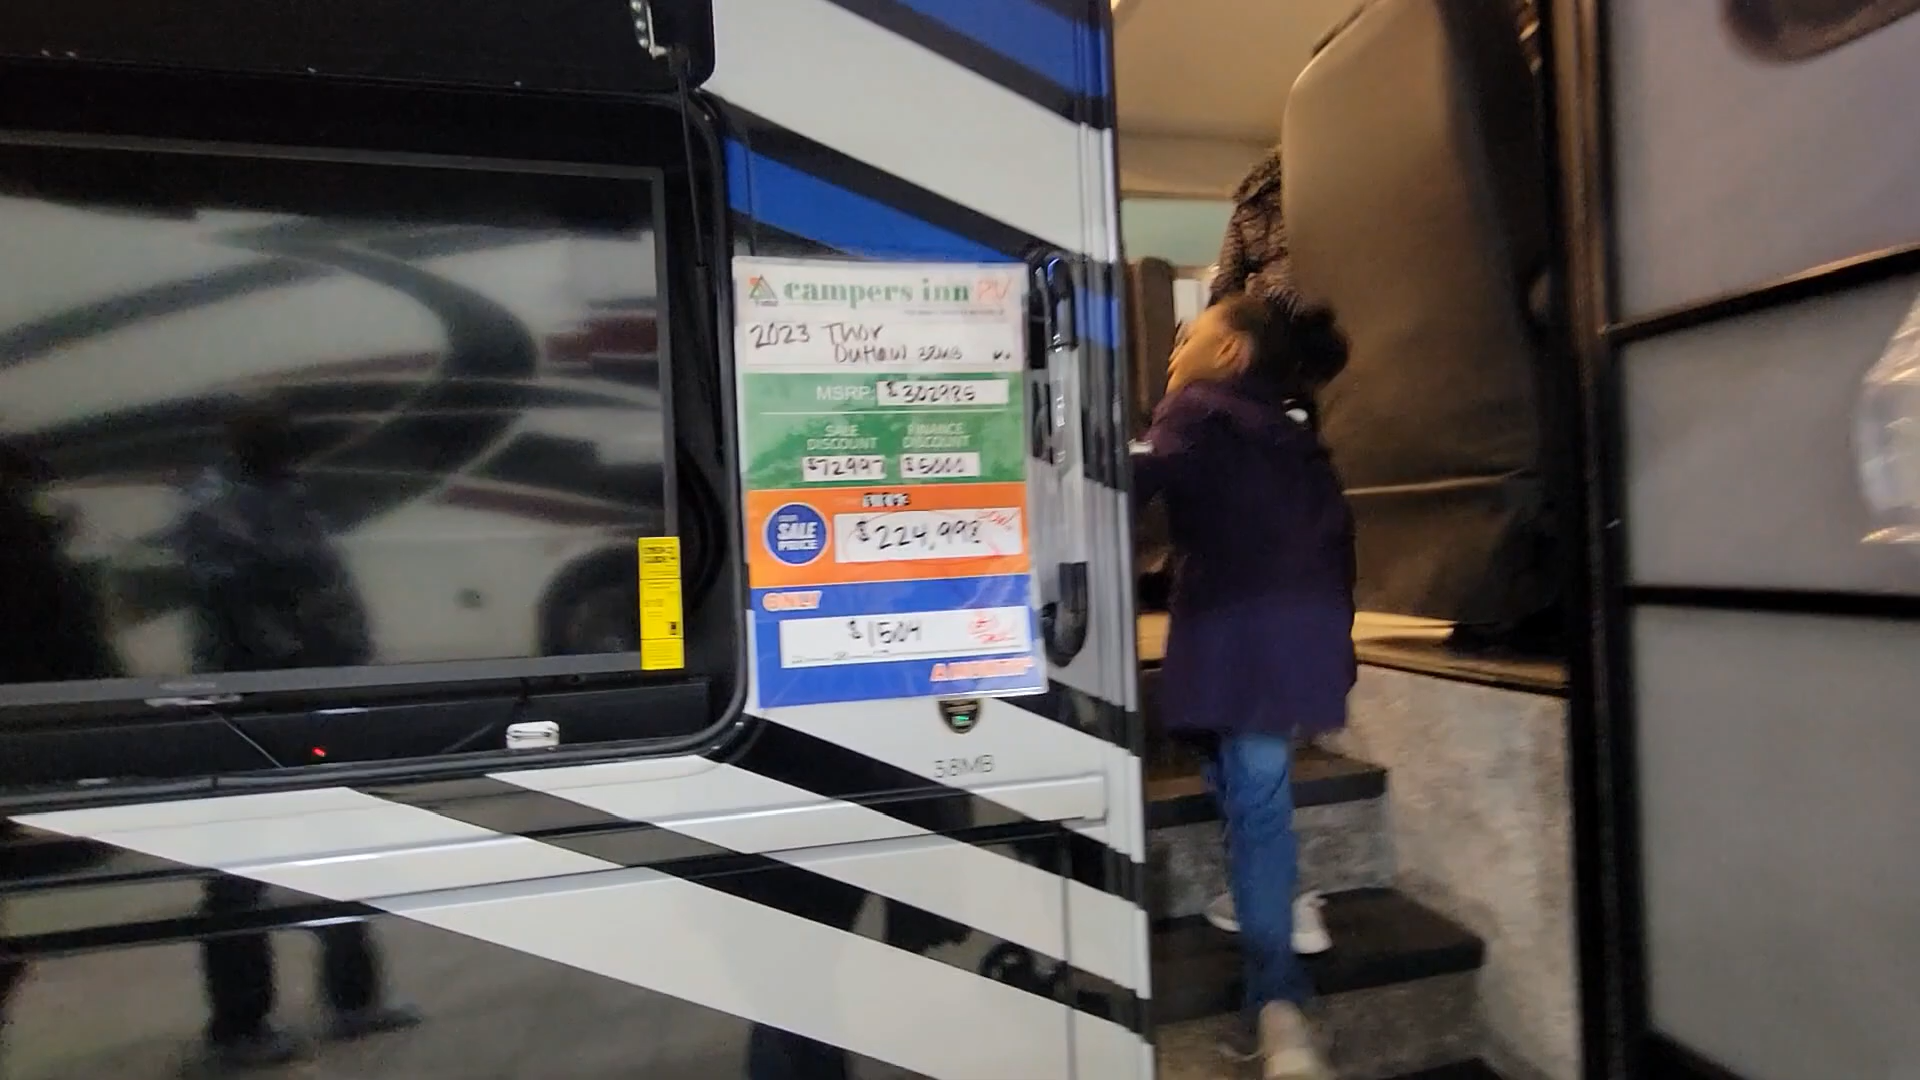 campers inn RV
2023 Thor
Outlaw 38MB
MSRP: $302985
SALE DISCOUNT
FINANCE DISCOUNT
$72997
$5000
SALE
PRICE
$224,998
ONLY
$1504
38MB